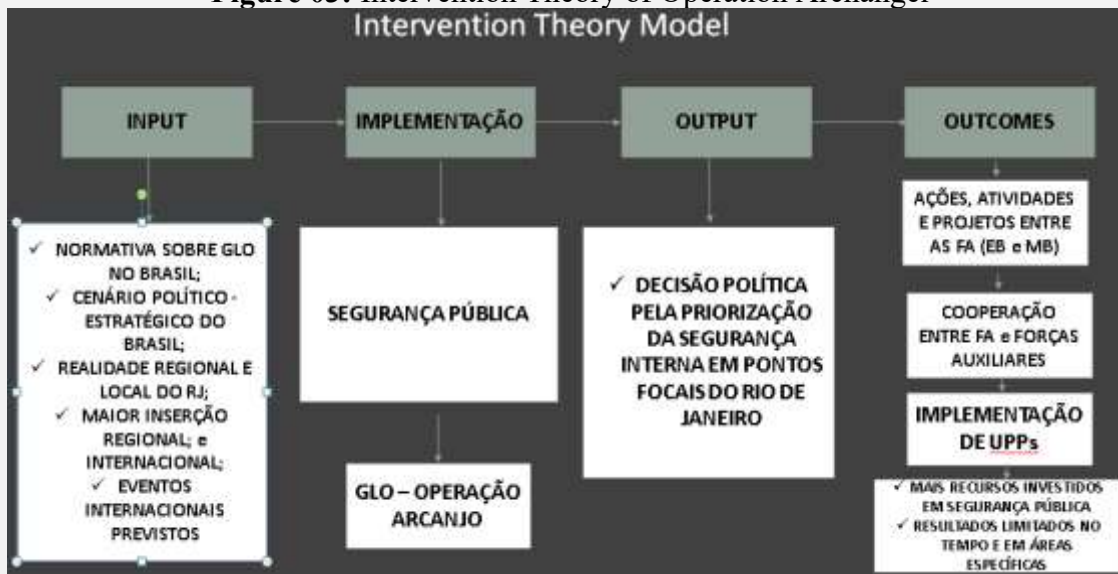 Figure 03: Intervention Theory of Operation Archangel
Intervention Theory Model
INPUT
IMPLEMENTAÇÃO
OUTPUT
OUTCOMES
✓ NORMATIVA SOBRE GLO
NO BRASIL;
✓ CENÁRIO POLÍTICO -
ESTRATÉGICO DO
BRASIL;
✓ REALIDADE REGIONAL E
LOCAL DO RJ;
✓ MAIOR INSERÇÃO
REGIONAL; e
INTERNACIONAL;
✓ EVENTOS
INTERNACIONAIS
PREVISTOS
SEGURANÇA PÚBLICA
GLO – OPERAÇÃO
ARCANJO
✓ DECISÃO POLÍTICA
PELA PRIORIZAÇÃO
DA SEGURANÇA
INTERNA EM PONTOS
FOCAIS DO RIO DE
JANEIRO
AÇÕES, ATIVIDADES
E PROJETOS ENTRE
AS FA (EB e MB)
COOPERAÇÃO
ENTRE FA e FORÇAS
AUXILIARES
IMPLEMENTAÇÃO
DE UPPs
✓ MAIS RECURSOS INVESTIDOS
EM SEGURANÇA PÚBLICA
✓ RESULTADOS LIMITADOS NO
TEMPO E EM ÁREAS
ESPECÍFICAS